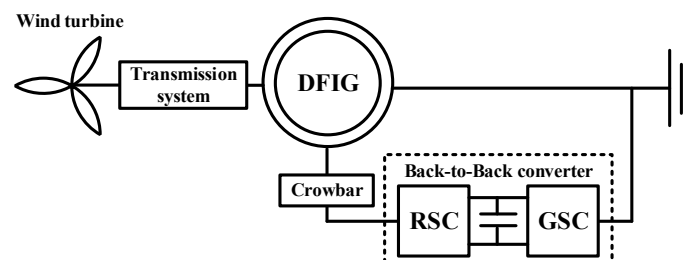 Wind turbine
Transmission
system
DFIG
Crowbar
Back-to-Back converter
RSC
GSC